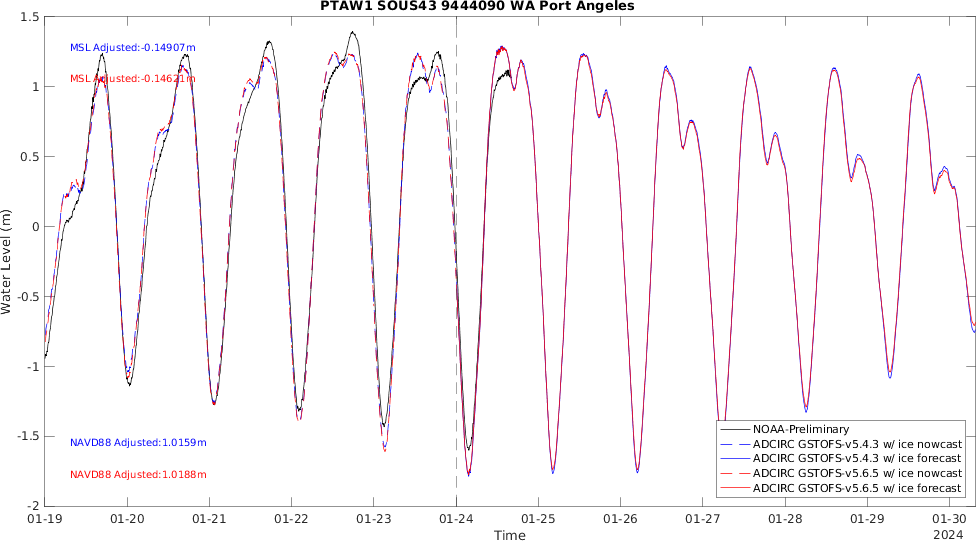 PTAW1 SOUS43 9444090 WA Port Angeles
1.5
1
0.5
0
-0.5
-1
-1.5
-2
Water Level (m)
MSL Adjusted:-0.14907m
MSL Adjusted:-0.14621m
NAVD88 Adjusted:1.0159m
NAVD88 Adjusted:1.0188m
NOAA-Preliminary
ADCIRC GSTOFS-v5.4.3 w/ ice nowcast
ADCIRC GSTOFS-v5.4.3 w/ ice forecast
ADCIRC GSTOFS-v5.6.5 w/ ice nowcast
ADCIRC GSTOFS-v5.6.5 w/ ice forecast
01-19 01-20 01-21 01-22 01-23 01-24 01-25 01-26 01-27 01-28 01-29 01-30
2024
Time